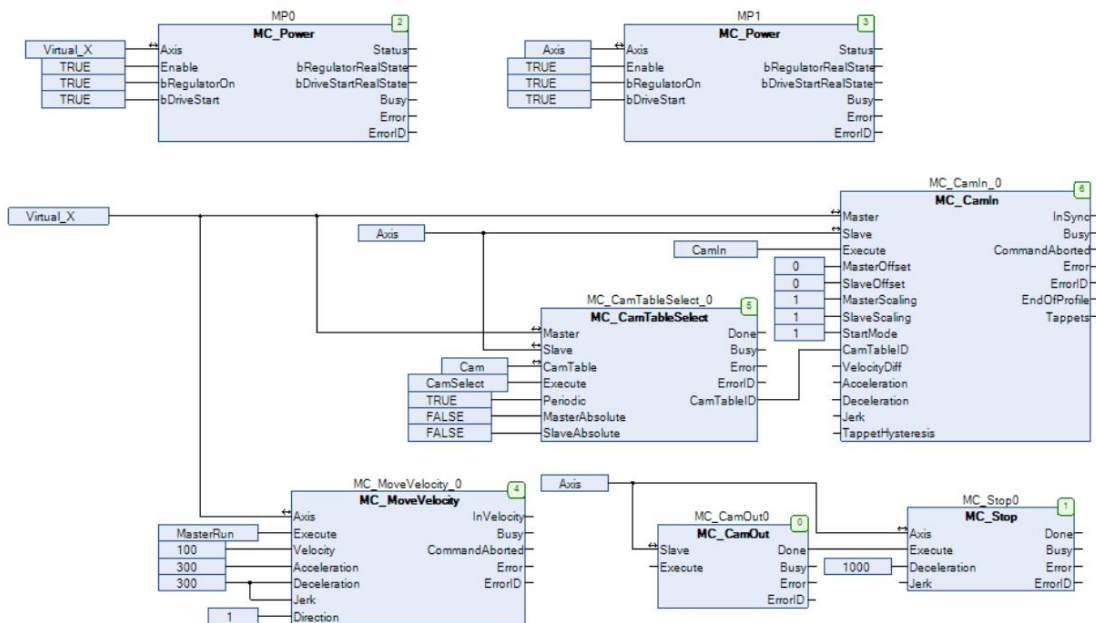 MP0
2
MC_Power
Virtual_X
Axis
Status
TRUE
Enable
bRegulatorRealState
TRUE
bRegulatorOn
bDriveStartRealState
TRUE
bDriveStart
Busy
Error
ErrorID
MP1
3
MC_Power
Axis
Axis
Status
TRUE
Enable
bRegulatorRealState
TRUE
bRegulatorOn
bDriveStartRealState
TRUE
bDriveStart
Busy
Error
ErrorID
MC_CamIn_0
6
MC_CamIn
Virtual_X
Master
InSync
Axis
Slave
Busy
CamIn
Execute
CommandAborted
0
MasterOffset
Error
0
SlaveOffset
ErrorID
1
MasterScaling
EndOfProfile
1
SlaveScaling
Tappets
1
StartMode
CamTableID
VelocityDiff
Acceleration
Deceleration
Jerk
TappetHysteresis
MC_CamTableSelect_0
5
MC_CamTableSelect
Master
Done
Slave
Busy
Cam
CamTable
Error
CamSelect
Execute
ErrorID
TRUE
Periodic
CamTableID
FALSE
MasterAbsolute
FALSE
SlaveAbsolute
MC_MoveVelocity_0
4
MC_MoveVelocity
Axis
InVelocity
MasterRun
Execute
Busy
100
Velocity
CommandAborted
300
Acceleration
Error
300
Deceleration
ErrorID
Jerk
1
Direction
Axis
MC_CamOut0
0
MC_CamOut
Slave
Done
Execute
Busy
Error
ErrorID
MC_Stop0
1
MC_Stop
Axis
Done
Execute
Busy
1000
Deceleration
Error
Jerk
ErrorID